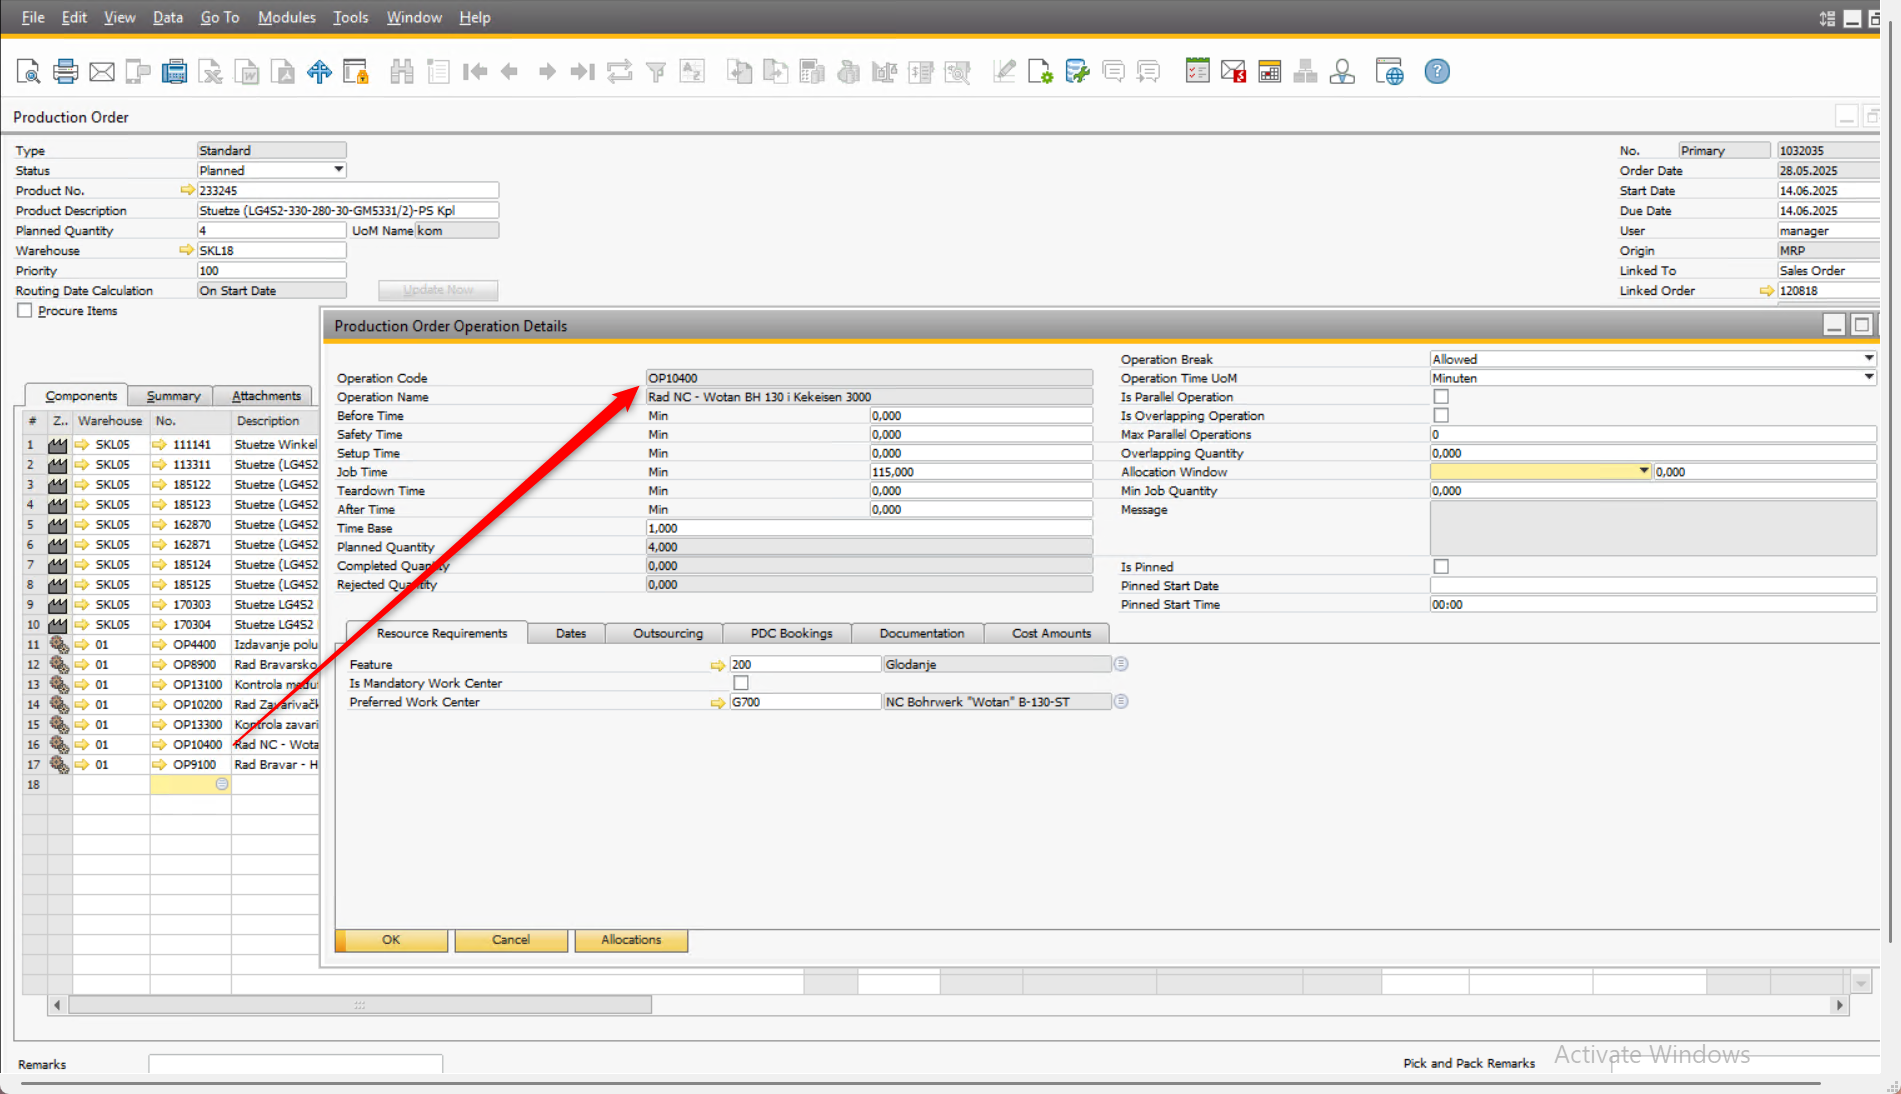 File Edit View Data Go To Modules Tools Window Help
Production Order
Type Standard
Status Planned
Product No. 233245
Product Description Stuetze (LG4S2-330-280-30-GM5331/2)-PS Kpl
Planned Quantity 4 UoM Name kom
Warehouse SKL18
Priority 100
Routing Date Calculation On Start Date Update Now
Procure Items
No. Primary 1032035
Order Date 28.05.2025
Start Date 14.06.2025
Due Date 14.06.2025
User manager
Origin MRP
Linked To Sales Order
Linked Order 120818
Components Summary Attachments
# Z.. Warehouse No. Description
1 SKL05 111141 Stuetze Winkel
2 SKL05 113311 Stuetze (LG4S2
3 SKL05 185122 Stuetze (LG4S2
4 SKL05 185123 Stuetze (LG4S2
5 SKL05 162870 Stuetze (LG4S2
6 SKL05 162871 Stuetze (LG4S2
7 SKL05 185124 Stuetze (LG4S2
8 SKL05 185125 Stuetze (LG4S2
9 SKL05 170303 Stuetze LG4S2
10 SKL05 170304 Stuetze LG4S2
11 01 OP4400 Izdavanje polu
12 01 OP8900 Rad Bravarsko
13 01 OP13100 Kontrola međuf
14 01 OP10200 Rad Zavarivačk
15 01 OP13300 Kontrola zavari
16 01 OP10400 Rad NC - Wota
17 01 OP9100 Rad Bravar - H
18
Production Order Operation Details
Operation Code OP10400
Operation Name Rad NC - Wotan BH 130 i Kekeisen 3000
Before Time Min 0,000
Safety Time Min 0,000
Setup Time Min 0,000
Job Time Min 115,000
Teardown Time Min 0,000
After Time Min 0,000
Time Base 1,000
Planned Quantity 4,000
Completed Quantity 0,000
Rejected Quantity 0,000
Operation Break Allowed
Operation Time UoM Minuten
Is Parallel Operation
Is Overlapping Operation
Max Parallel Operations 0
Overlapping Quantity 0,000
Allocation Window 0,000
Min Job Quantity 0,000
Message
Is Pinned
Pinned Start Date
Pinned Start Time 00:00
Resource Requirements Dates Outsourcing PDC Bookings Documentation Cost Amounts
Feature 200 Glodanje
Is Mandatory Work Center
Preferred Work Center G700 NC Bohrwerk "Wotan" B-130-ST
OK Cancel Allocations
Remarks
Pick and Pack Remarks
Activate Windows